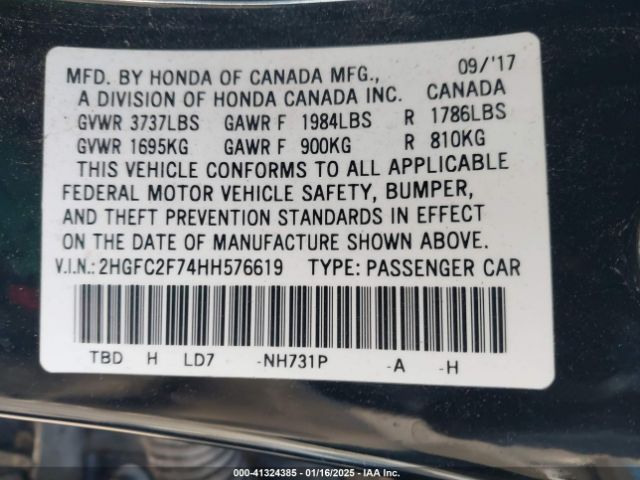 MFD. BY HONDA OF CANADA MFG., 09/'17
A DIVISION OF HONDA CANADA INC. CANADA
GVWR 3737LBS GAWR F 1984LBS R 1786LBS
GVWR 1695KG GAWR F 900KG R 810KG
THIS VEHICLE CONFORMS TO ALL APPLICABLE
FEDERAL MOTOR VEHICLE SAFETY, BUMPER,
AND THEFT PREVENTION STANDARDS IN EFFECT
ON THE DATE OF MANUFACTURE SHOWN ABOVE.
V.I.N.: 2HGFC2F74HH576619 TYPE: PASSENGER CAR
TBD H LD7 -NH731P -A -H
000-41324385 - 01/16/2025 - IAA Inc.